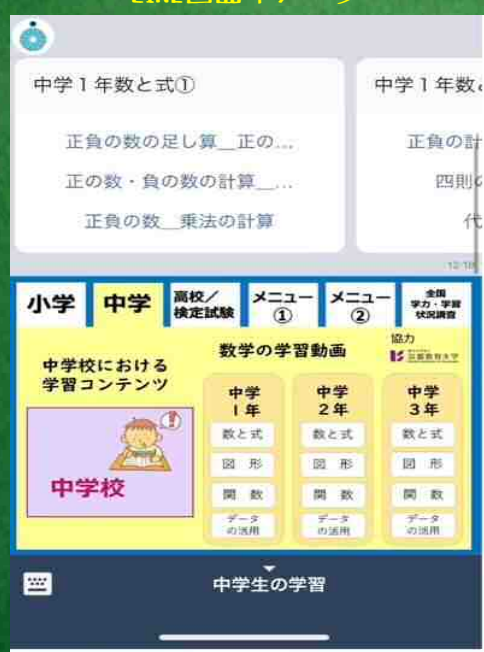 中学1年数と式①
正負の数の足し算__正の...
正の数・負の数の計算__...
正負の数__乗法の計算
中学1年数
正負の計
四則
代
12:18
小学
中学
高校/
検定試験
メニュー
①
メニュー
②
全国
学力・学習
状況調査
中学校における
学習コンテンツ
中学校
数学の学習動画
協力
中学
1年
数と式
図形
関数
データ
の活用
中学
2年
数と式
図形
関数
データ
の活用
中学
3年
数と式
図形
関数
データ
の活用
中学生の学習